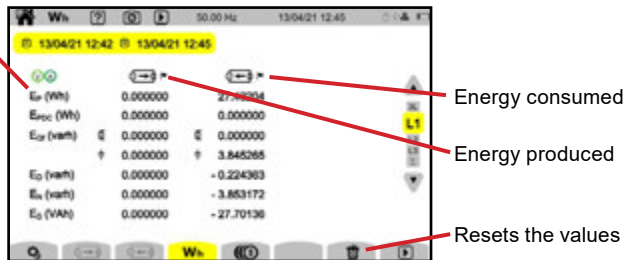 Wh ? 50.00 Hz 13/04/21 12:45
13/04/21 12:42 13/04/21 12:45
EP (Wh) 0.000000
Energy consumed
EPDC (Wh) 0.000000 0.000000
L1
EQf (varh) 0.000000 0.000000
0.000000 3.845265
Energy produced
ED (varh) 0.000000 - 0.224363
EN (varh) 0.000000 - 3.853172
ES (VAh) 0.000000 - 27.70136
Resets the values
Wh